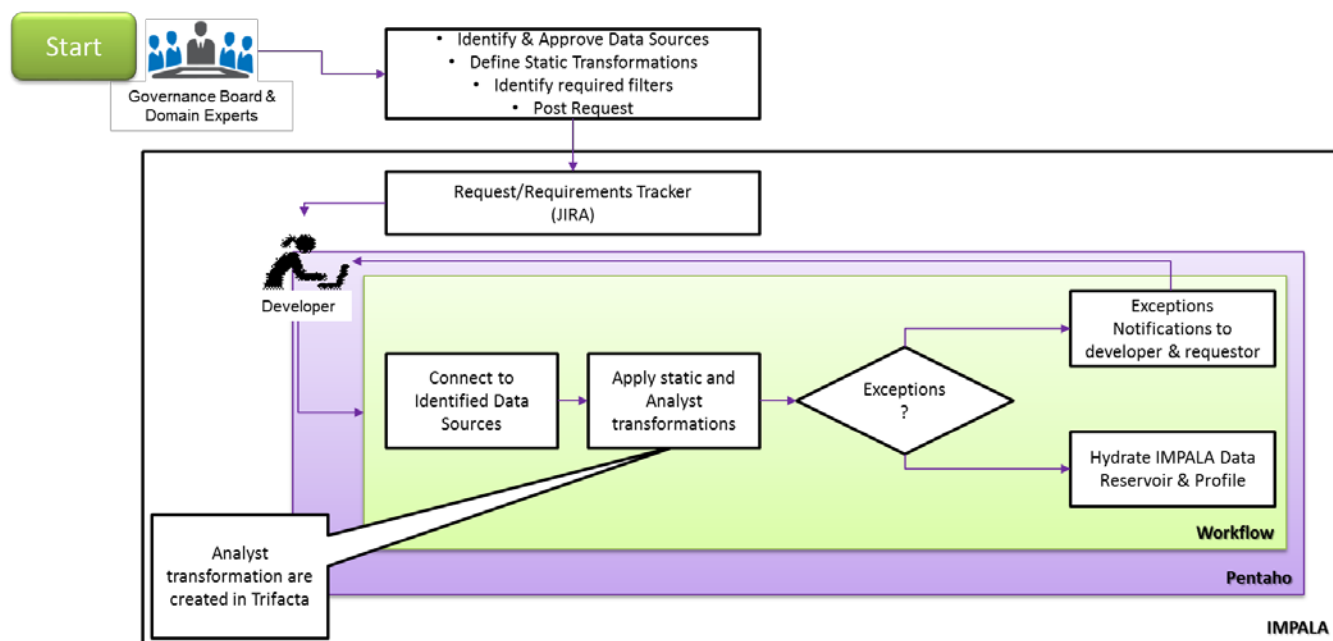 Start
Governance Board &
Domain Experts
• Identify & Approve Data Sources
• Define Static Transformations
• Identify required filters
• Post Request
Request/Requirements Tracker
(JIRA)
Developer
Connect to
Identified Data
Sources
Apply static and
Analyst
transformations
Exceptions
?
Exceptions
Notifications to
developer & requestor
Hydrate IMPALA Data
Reservoir & Profile
Workflow
Analyst
transformation are
created in Trifacta
Pentaho
IMPALA